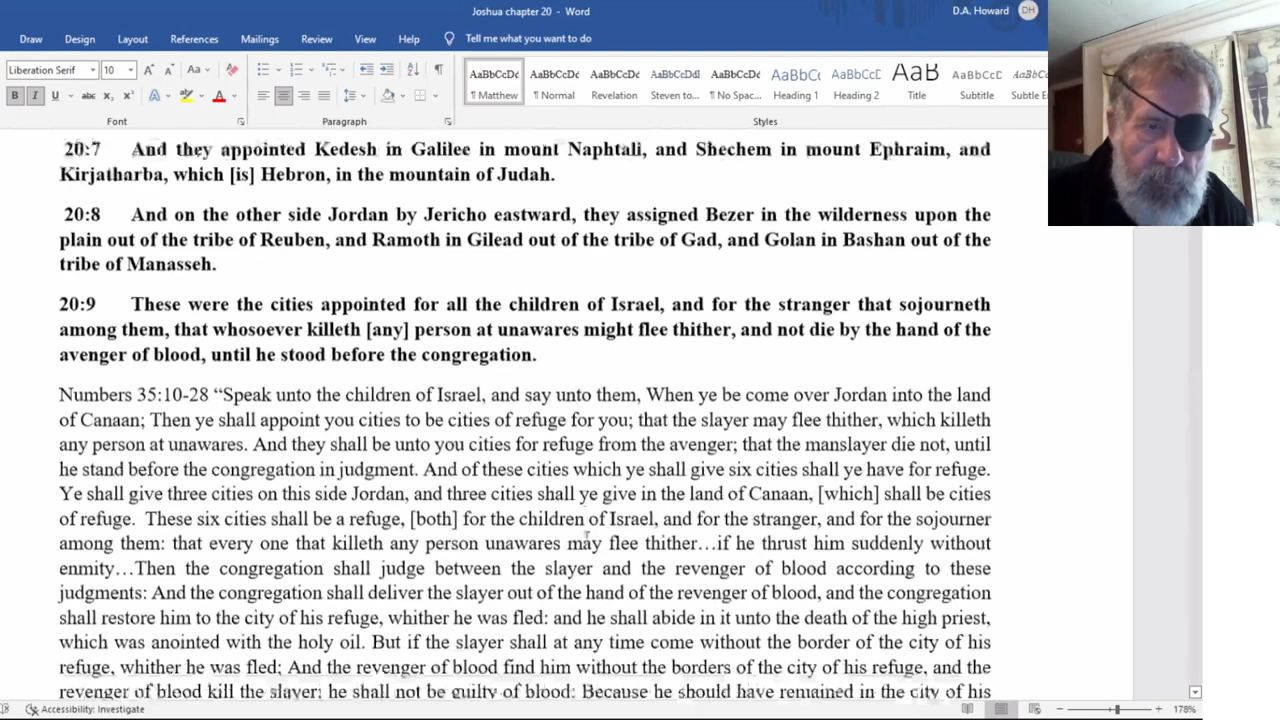 Joshua chapter 20 - Word
D.A. Howard
DH
Draw Design Layout References Mailings Review View Help Tell me what you want to do
Liberation Serif 10 Aa
AaBbCcDc AaBbCcDc AaBbCcDc AaBbCcDd AaBbCcDc AaBbCc AaBbCcD AaB AaBbCcD AaBbCc
B I U abc x₂ x² A A
¶ Matthew ¶ Normal Revelation Steven to... ¶ No Spac... Heading 1 Heading 2 Title Subtitle Subtle E
Font Paragraph Styles
20:7 And they appointed Kedesh in Galilee in mount Naphtali, and Shechem in mount Ephraim, and
Kirjatharba, which [is] Hebron, in the mountain of Judah.
20:8 And on the other side Jordan by Jericho eastward, they assigned Bezer in the wilderness upon the
plain out of the tribe of Reuben, and Ramoth in Gilead out of the tribe of Gad, and Golan in Bashan out of the
tribe of Manasseh.
20:9 These were the cities appointed for all the children of Israel, and for the stranger that sojourneth
among them, that whosoever killeth [any] person at unawares might flee thither, and not die by the hand of the
avenger of blood, until he stood before the congregation.
Numbers 35:10-28 “Speak unto the children of Israel, and say unto them, When ye be come over Jordan into the land
of Canaan; Then ye shall appoint you cities to be cities of refuge for you; that the slayer may flee thither, which killeth
any person at unawares. And they shall be unto you cities for refuge from the avenger; that the manslayer die not, until
he stand before the congregation in judgment. And of these cities which ye shall give six cities shall ye have for refuge.
Ye shall give three cities on this side Jordan, and three cities shall ye give in the land of Canaan, [which] shall be cities
of refuge. These six cities shall be a refuge, [both] for the children of Israel, and for the stranger, and for the sojourner
among them: that every one that killeth any person unawares may flee thither…if he thrust him suddenly without
enmity…Then the congregation shall judge between the slayer and the revenger of blood according to these
judgments: And the congregation shall deliver the slayer out of the hand of the revenger of blood, and the congregation
shall restore him to the city of his refuge, whither he was fled: and he shall abide in it unto the death of the high priest,
which was anointed with the holy oil. But if the slayer shall at any time come without the border of the city of his
refuge, whither he was fled; And the revenger of blood find him without the borders of the city of his refuge, and the
revenger of blood kill the slayer; he shall not be guilty of blood: Because he should have remained in the city of his
Accessibility: Investigate
178%